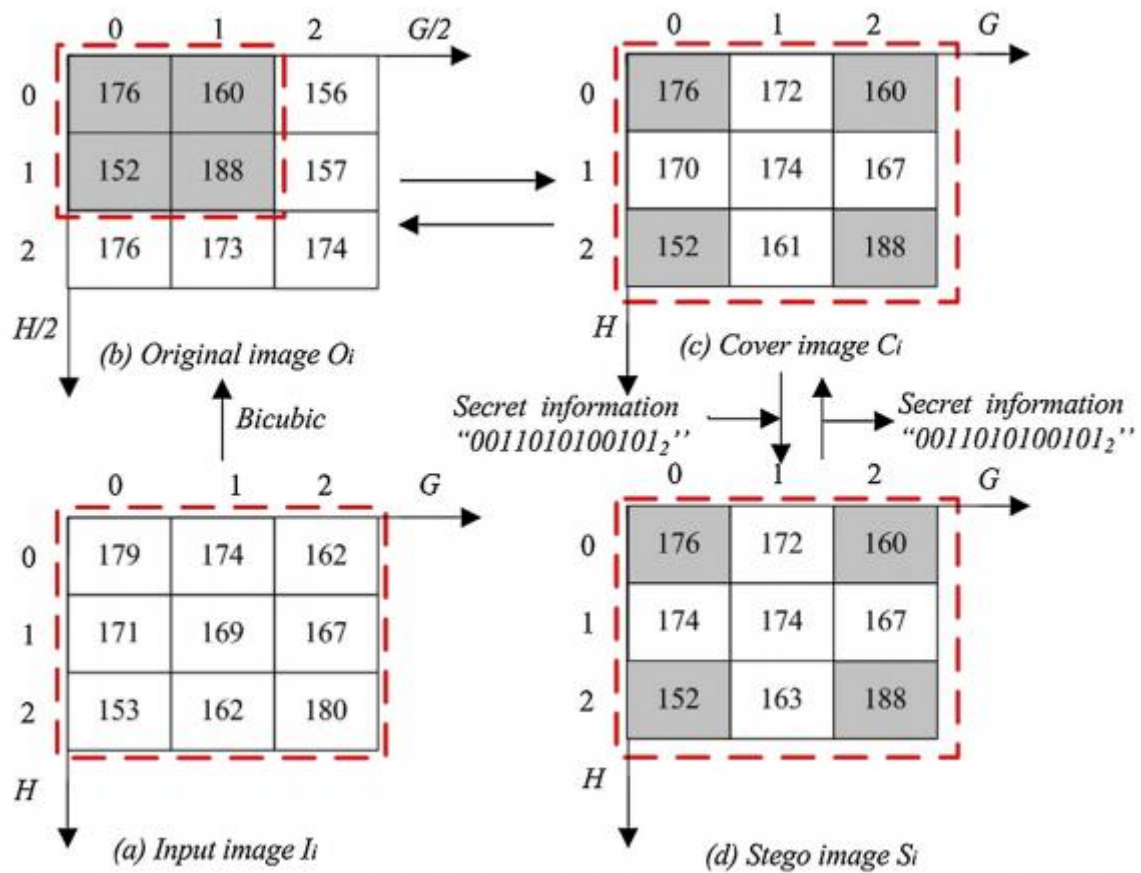 0 1 2 G/2
0 176 160 156
1 152 188 157
2 176 173 174
H/2
(b) Original image Oi
0 1 2 G
0 176 172 160
1 170 174 167
2 152 161 188
H
(c) Cover image Ci
Bicubic
Secret information
“0011010100101₂”
Secret information
“0011010100101₂”
0 1 2 G
0 179 174 162
1 171 169 167
2 153 162 180
H
(a) Input image Ii
0 1 2 G
0 176 172 160
1 174 174 167
2 152 163 188
H
(d) Stego image Si